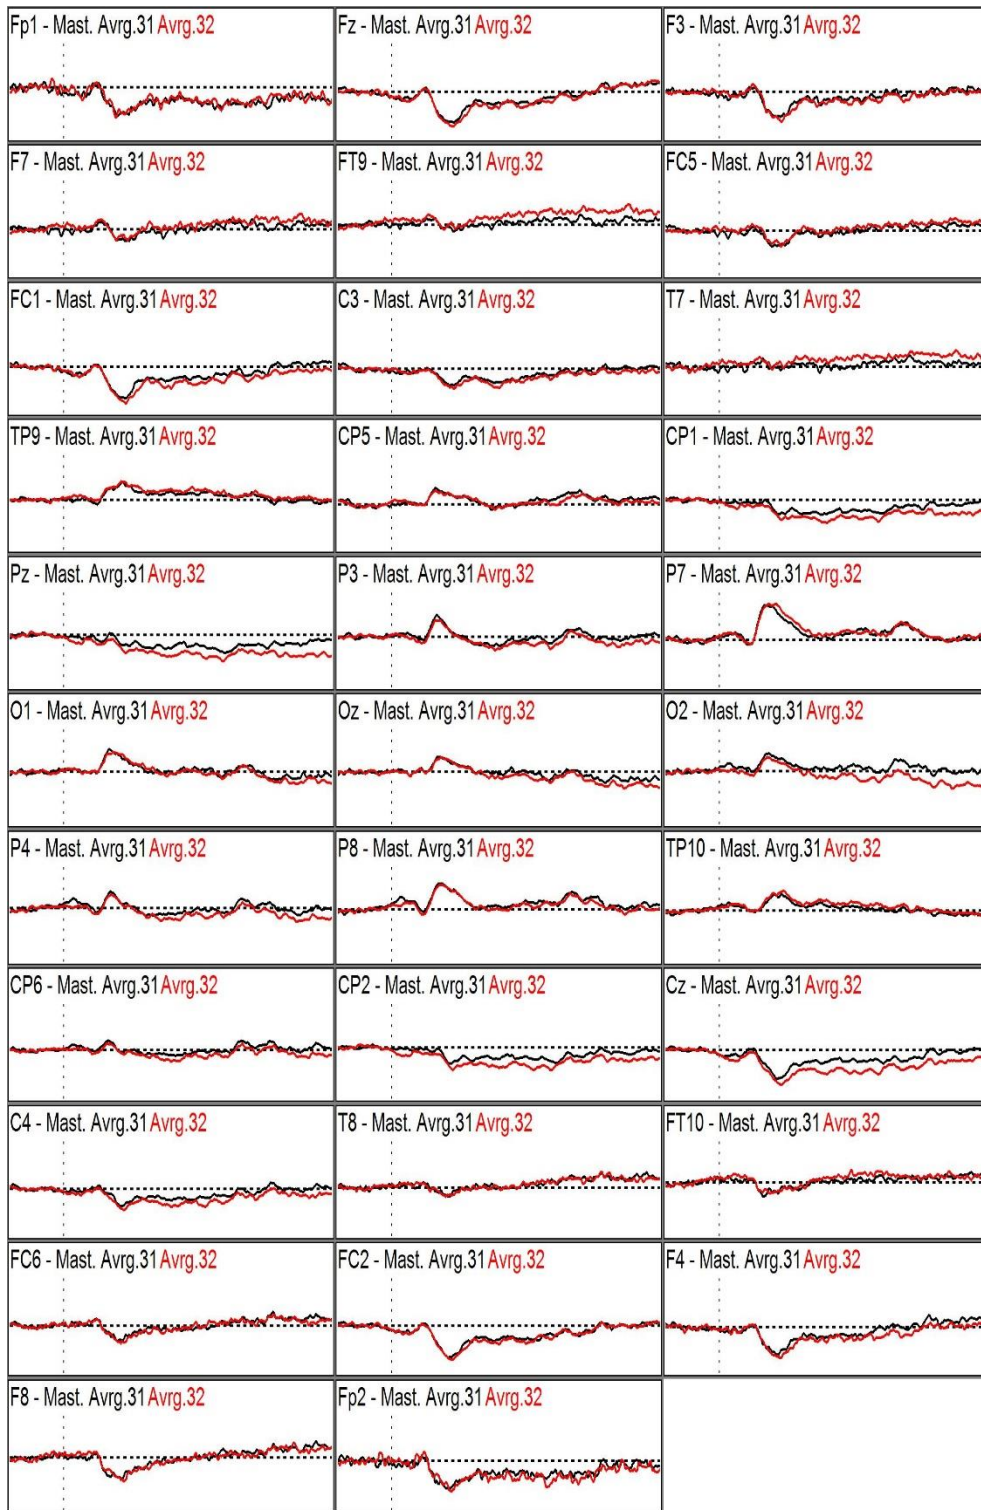 Fp1 - Mast. Avrg.31 Avrg.32
Fz - Mast. Avrg.31 Avrg.32
F3 - Mast. Avrg.31 Avrg.32
F7 - Mast. Avrg.31 Avrg.32
FT9 - Mast. Avrg.31 Avrg.32
FC5 - Mast. Avrg.31 Avrg.32
FC1 - Mast. Avrg.31 Avrg.32
C3 - Mast. Avrg.31 Avrg.32
T7 - Mast. Avrg.31 Avrg.32
TP9 - Mast. Avrg.31 Avrg.32
CP5 - Mast. Avrg.31 Avrg.32
CP1 - Mast. Avrg.31 Avrg.32
Pz - Mast. Avrg.31 Avrg.32
P3 - Mast. Avrg.31 Avrg.32
P7 - Mast. Avrg.31 Avrg.32
O1 - Mast. Avrg.31 Avrg.32
Oz - Mast. Avrg.31 Avrg.32
O2 - Mast. Avrg.31 Avrg.32
P4 - Mast. Avrg.31 Avrg.32
P8 - Mast. Avrg.31 Avrg.32
TP10 - Mast. Avrg.31 Avrg.32
CP6 - Mast. Avrg.31 Avrg.32
CP2 - Mast. Avrg.31 Avrg.32
Cz - Mast. Avrg.31 Avrg.32
C4 - Mast. Avrg.31 Avrg.32
T8 - Mast. Avrg.31 Avrg.32
FT10 - Mast. Avrg.31 Avrg.32
FC6 - Mast. Avrg.31 Avrg.32
FC2 - Mast. Avrg.31 Avrg.32
F4 - Mast. Avrg.31 Avrg.32
F8 - Mast. Avrg.31 Avrg.32
Fp2 - Mast. Avrg.31 Avrg.32